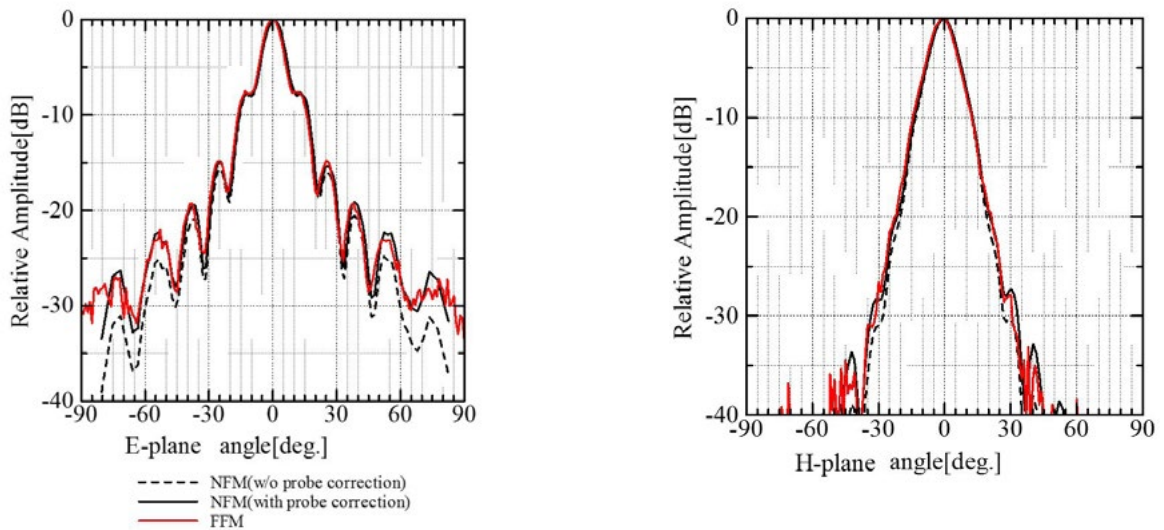 0
-10
-20
-30
-40
Relative Amplitude[dB]
-90 -60 -30 0 30 60 90
E-plane angle[deg.]
NFM(w/o probe correction)
NFM(with probe correction)
FFM
0
-10
-20
-30
-40
Relative Amplitude[dB]
-90 -60 -30 0 30 60 90
H-plane angle[deg.]